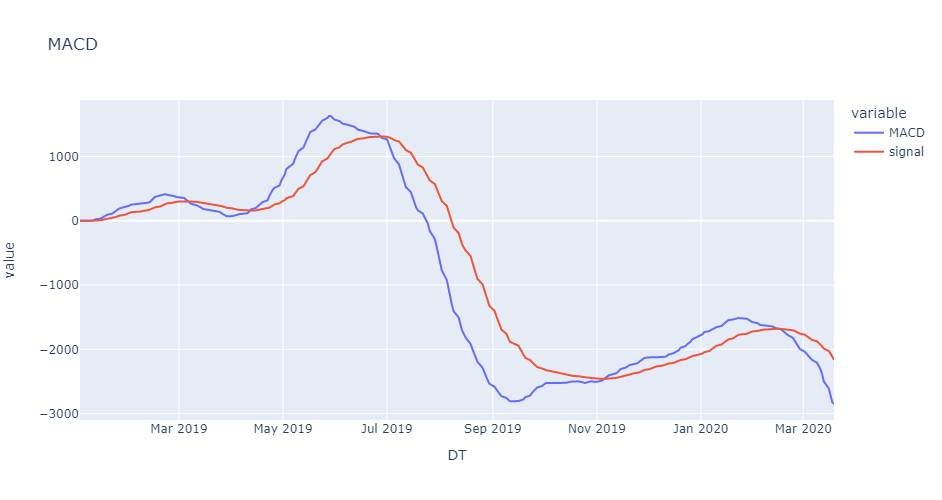 MACD
variable
MACD
signal
value
1000
0
−1000
−2000
−3000
Mar 2019
May 2019
Jul 2019
Sep 2019
Nov 2019
Jan 2020
Mar 2020
DT